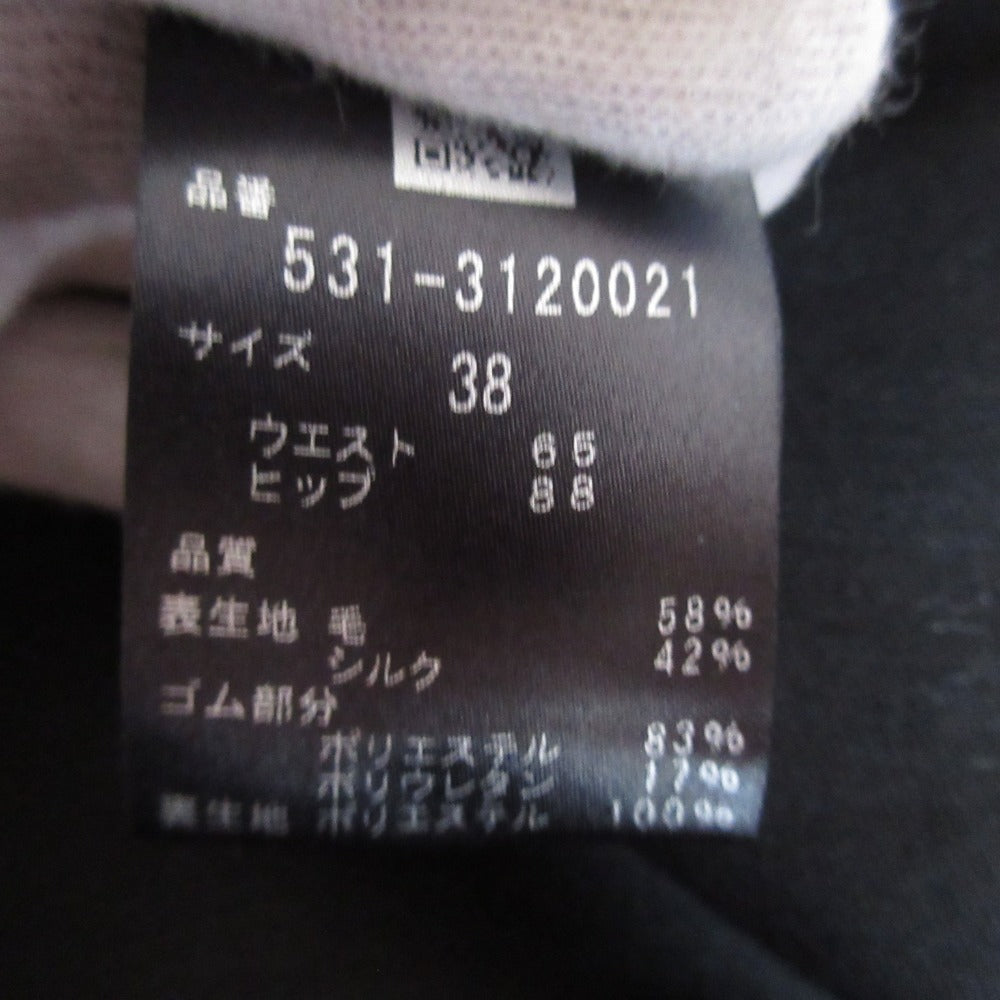 品番
531-3120021
サイズ 38
ウエスト 66
ヒップ 88
品質
表生地 毛 58%
シルク 42%
ゴム部分
ポリエステル 83%
ポリウレタン 17%
生地 ポリエステル 100%